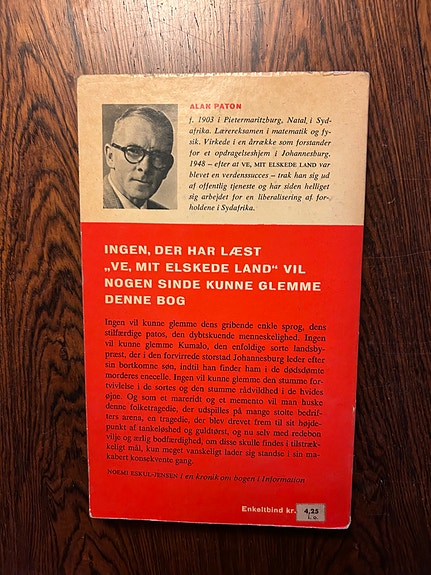 ALAN PATON
f. 1903 i Pietermaritzburg, Natal, i Syd-
afrika. Lærereksamen i matematik og fy-
sik. Virkede i en årrække som forstander
for et opdragelseshjem i Johannesburg.
1948 – efter at VE, MIT ELSKEDE LAND var
blevet en verdenssucces – trak han sig ud
af offentlig tjeneste og har siden helliget
sig arbejdet for en liberalisering af for-
holdene i Sydafrika.
INGEN, DER HAR LÆST
„VE, MIT ELSKEDE LAND“ VIL
NOGEN SINDE KUNNE GLEMME
DENNE BOG
Ingen vil kunne glemme dens gribende enkle sprog, dens
stilfærdige patos, den dybtskuende menneskelighed. Ingen
vil kunne glemme Kumalo, den enfoldige sorte landsby-
præst, der i den forvirrede storstad Johannesburg leder efter
sin bortkomne søn, indtil han finder ham i de dødsdømte
morderes enecelle. Ingen vil kunne glemme den stumme for-
tvivlelse i de sortes og den stumme rådvildhed i de hvides
øjne. Og som et mareridt og et memento vil man huske
denne folketragedie, der udspilles på mange stolte bedrif-
ters arena, en tragedie, der blev drevet frem til sit højde-
punkt af tankeløshed og guldtørst, og nu selv med redebon
vilje og ærlig bodfærdighed, om disse skulle findes i tilstræk-
keligt mål, kun meget vanskeligt lader sig standse i sin ma-
kabert konsekvente gang.
NOEMI ESKUL-JENSEN i en kronik om bogen i Information
Enkeltbind kr. 4,25
i. o.